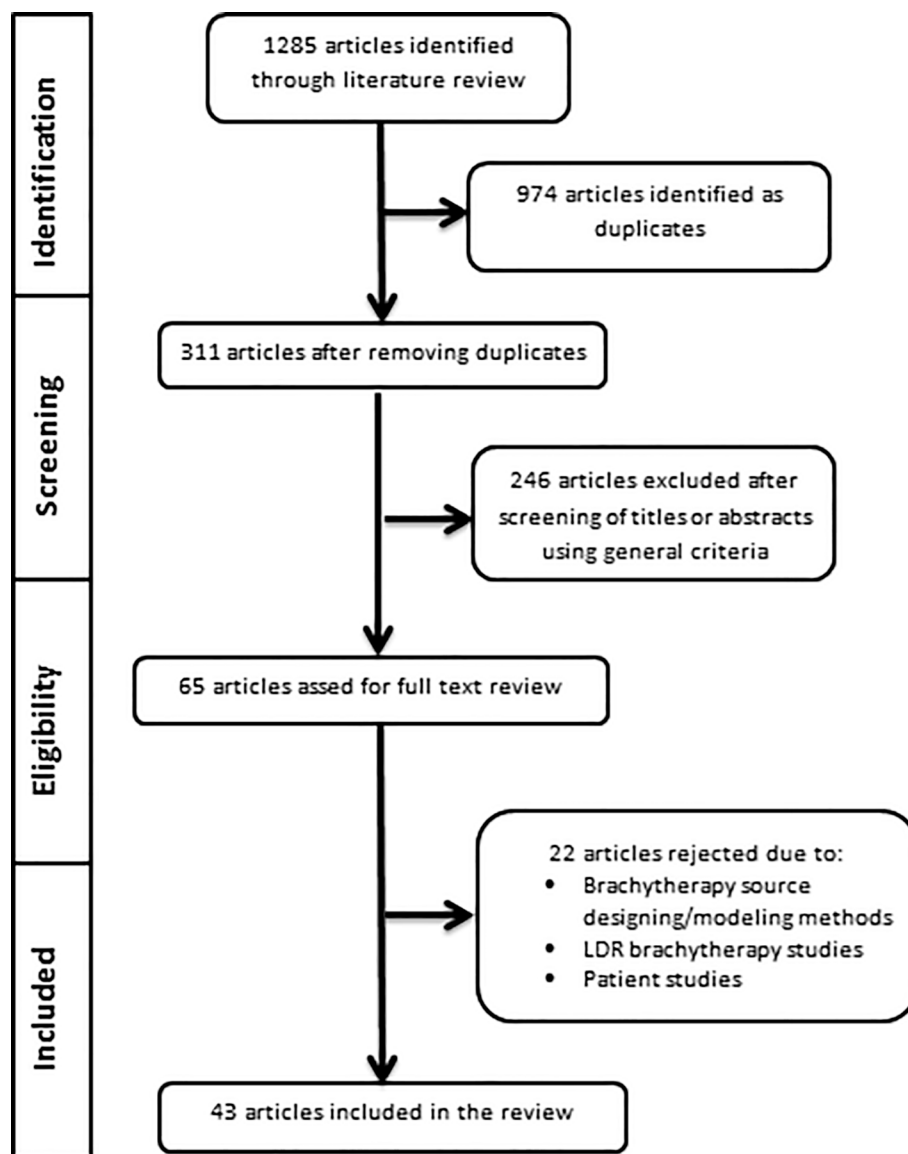 Identification
1285 articles identified
through literature review
974 articles identified as
duplicates
Screening
311 articles after removing duplicates
246 articles excluded after
screening of titles or abstracts
using general criteria
Eligibility
65 articles assed for full text review
22 articles rejected due to:
• Brachytherapy source
designing/modeling methods
• LDR brachytherapy studies
• Patient studies
Included
43 articles included in the review